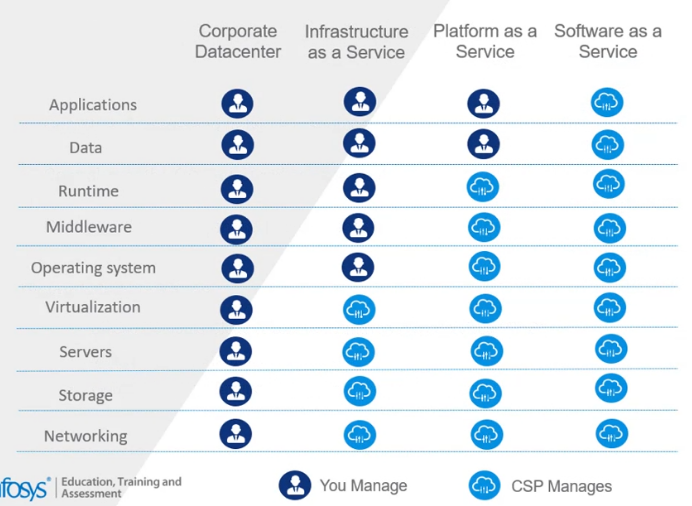 Corporate Datacenter
Infrastructure as a Service
Platform as a Service
Software as a Service
Applications
Data
Runtime
Middleware
Operating system
Virtualization
Servers
Storage
Networking
nfosys® | Education, Training and
Assessment
You Manage
CSP Manages